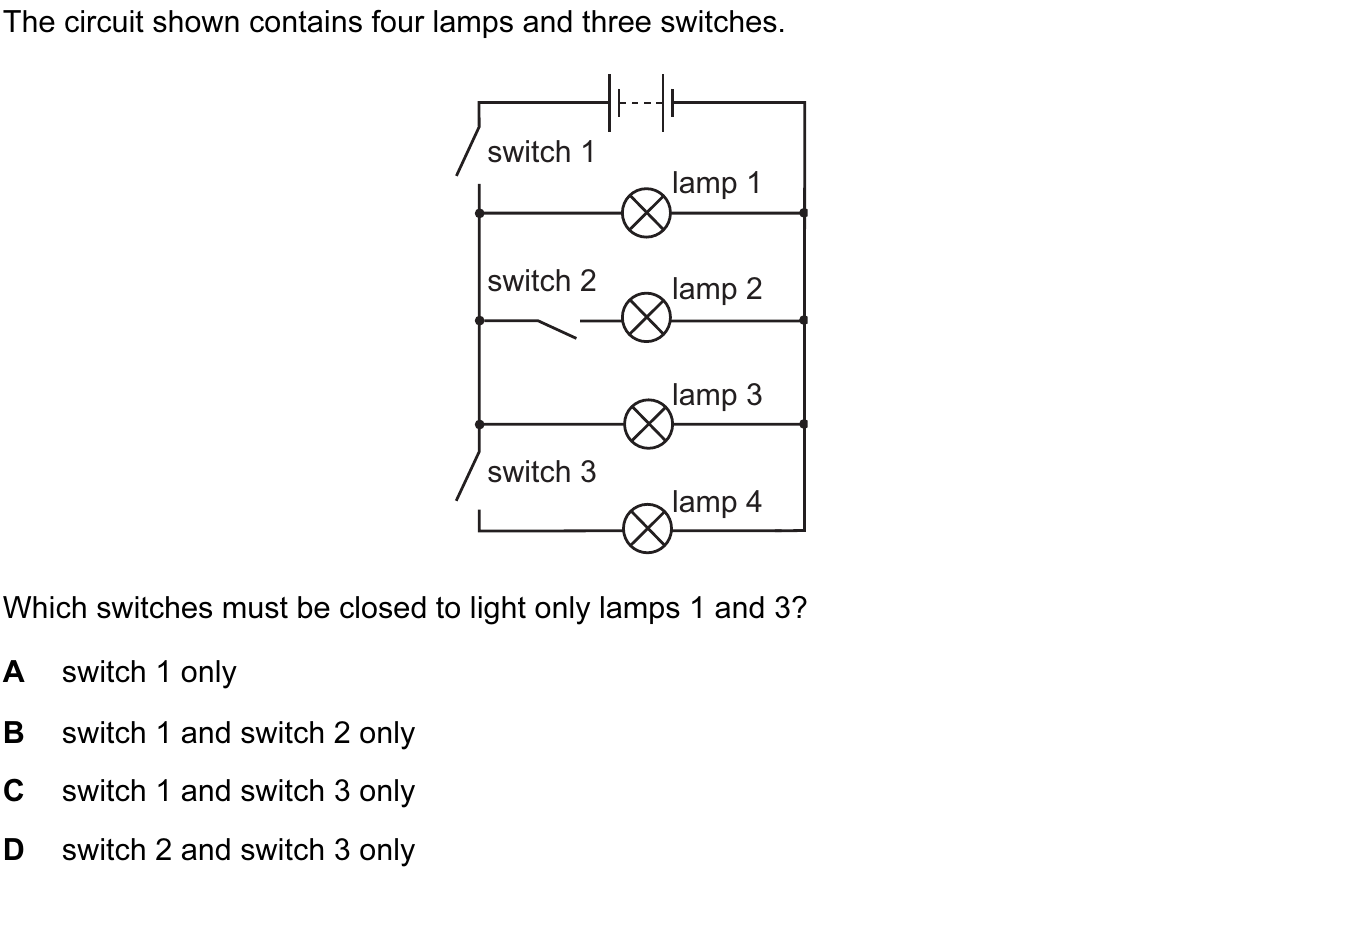 The circuit shown contains four lamps and three switches.
switch 1
lamp 1
switch 2
lamp 2
lamp 3
switch 3
lamp 4
Which switches must be closed to light only lamps 1 and 3?
A switch 1 only
B switch 1 and switch 2 only
C switch 1 and switch 3 only
D switch 2 and switch 3 only